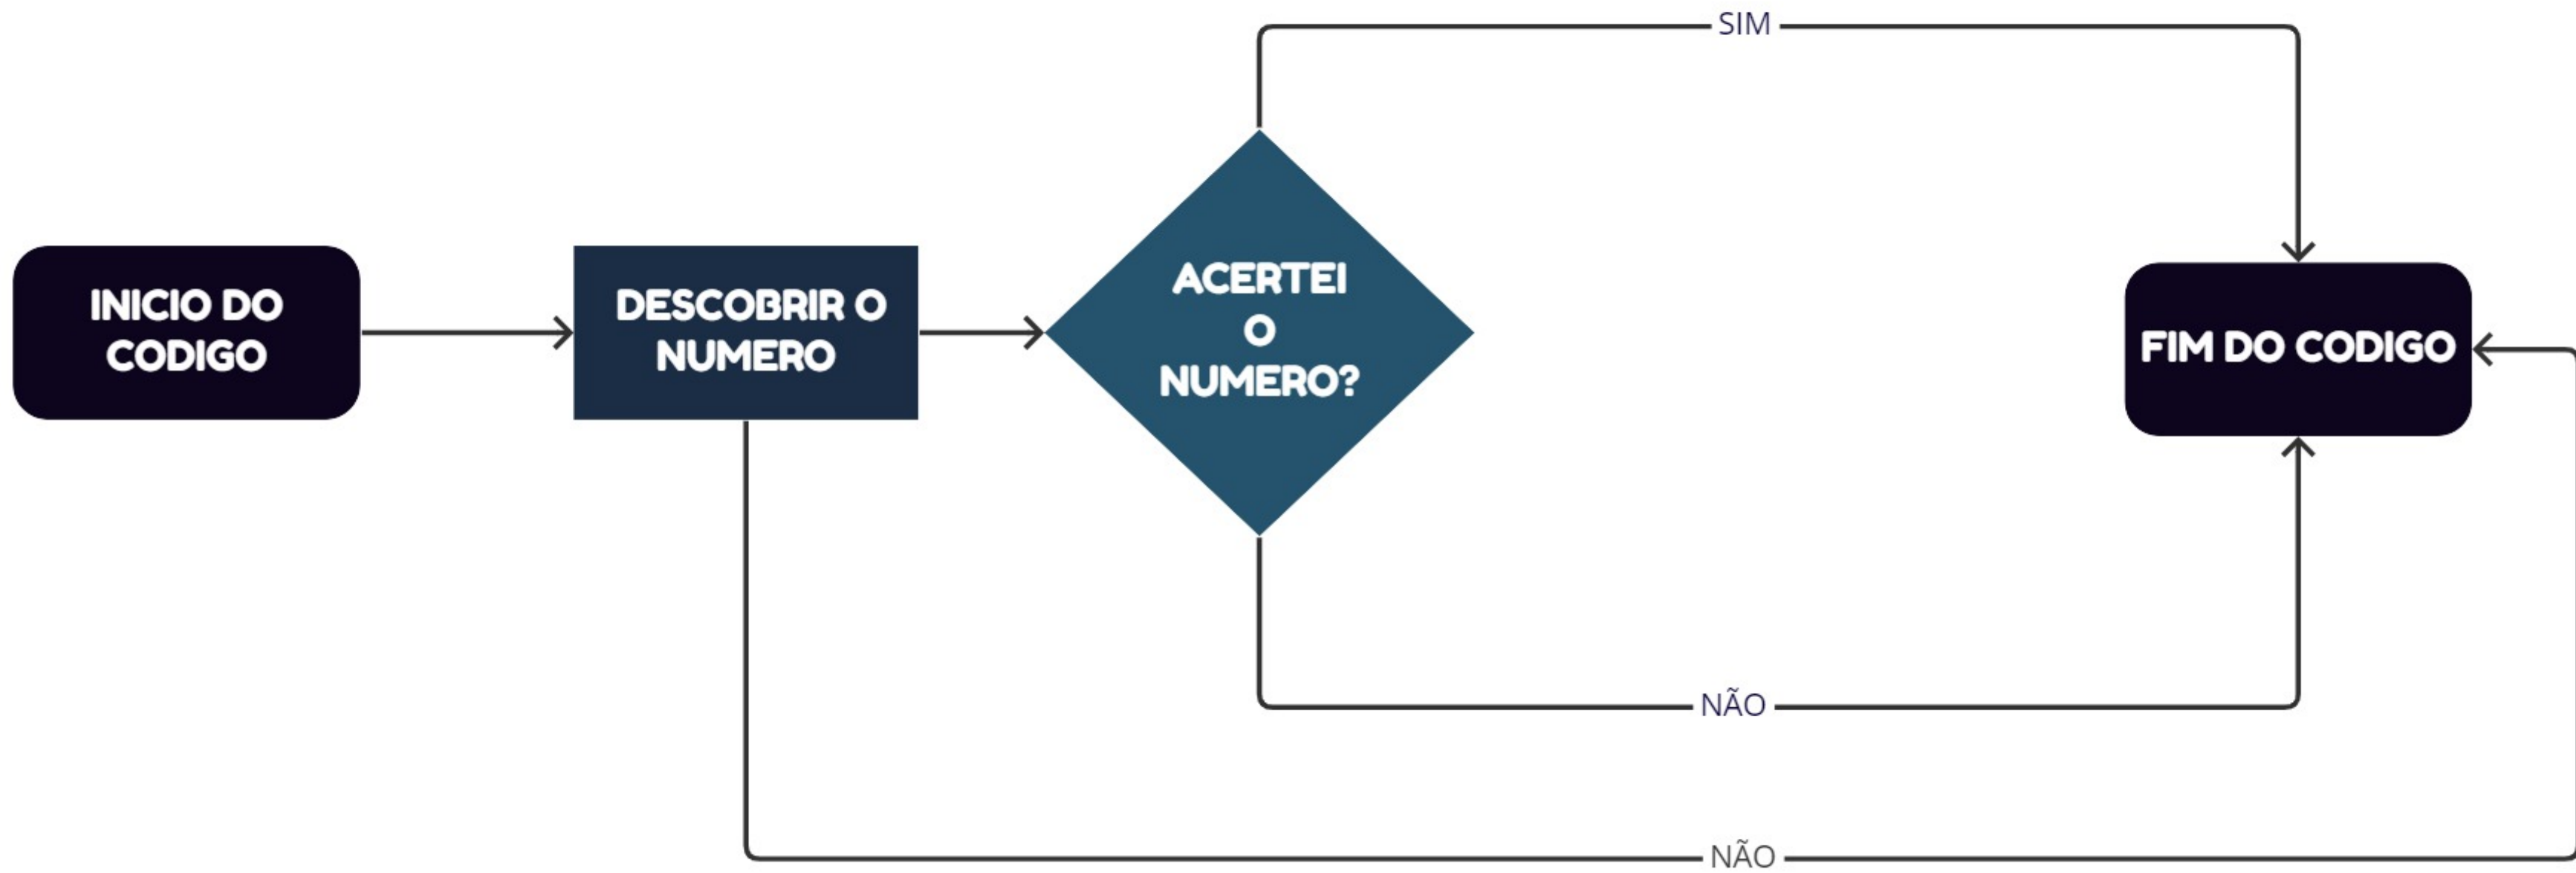 SIM
INICIO DO
CODIGO
DESCOBRIR O
NUMERO
ACERTEI
O
NUMERO?
FIM DO CODIGO
NÃO
NÃO